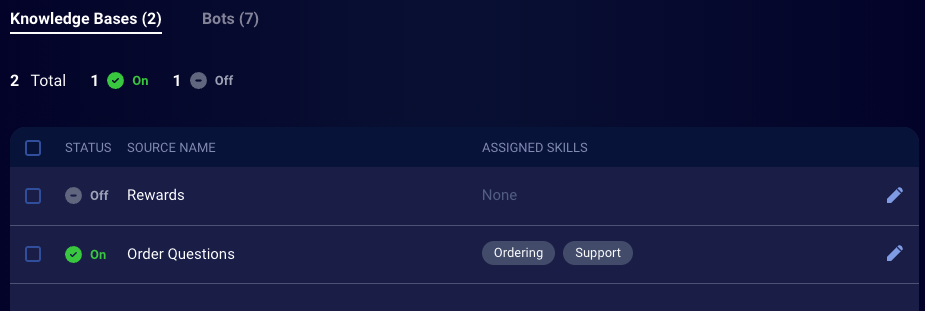 Knowledge Bases (2) Bots (7)
2 Total 1 On 1 Off
STATUS SOURCE NAME ASSIGNED SKILLS
Off Rewards None
On Order Questions Ordering Support